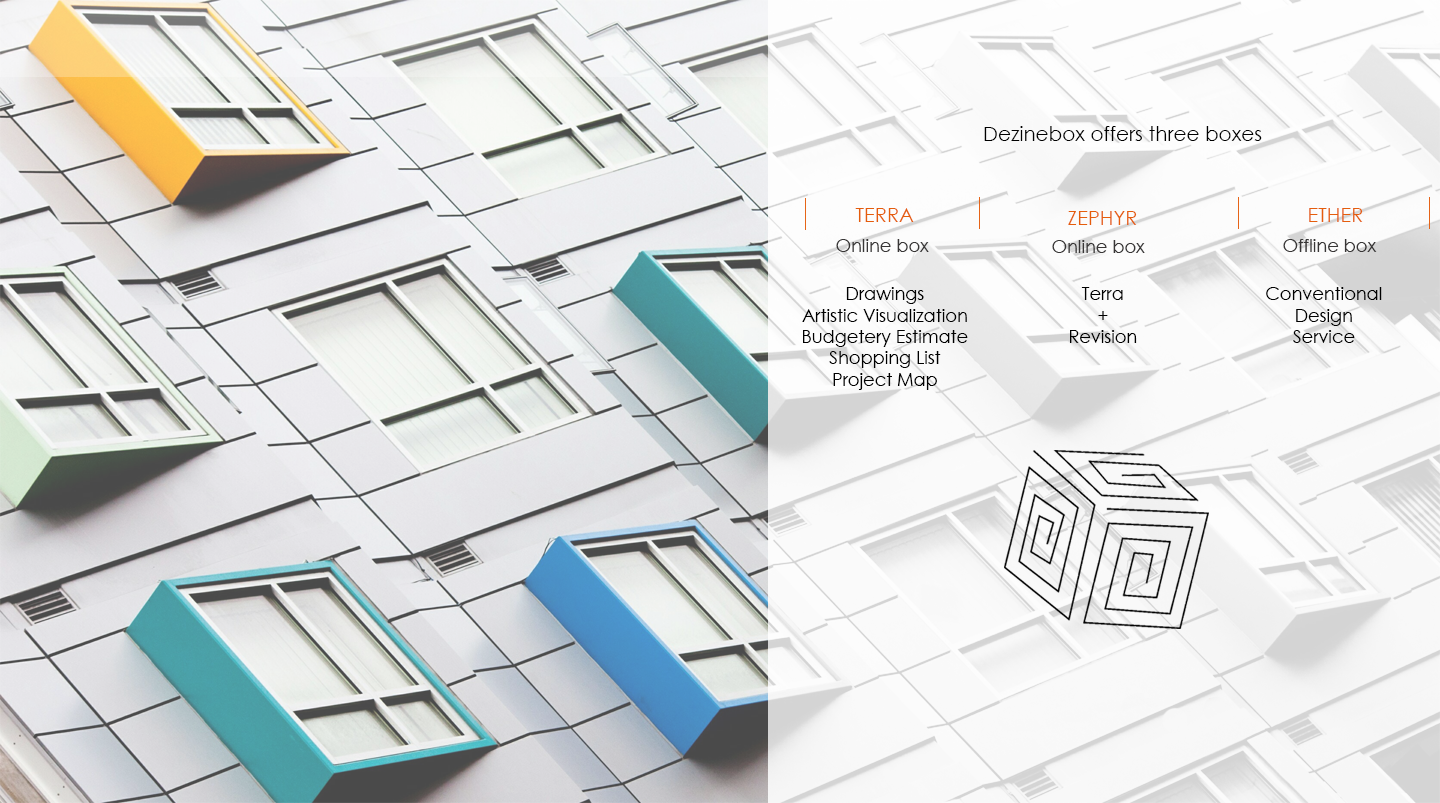 Dezinebox offers three boxes
TERRA
Online box
Drawings
Artistic Visualization
Budgetery Estimate
Shopping List
Project Map
ZEPHYR
Online box
Terra
+
Revision
ETHER
Offline box
Conventional
Design
Service